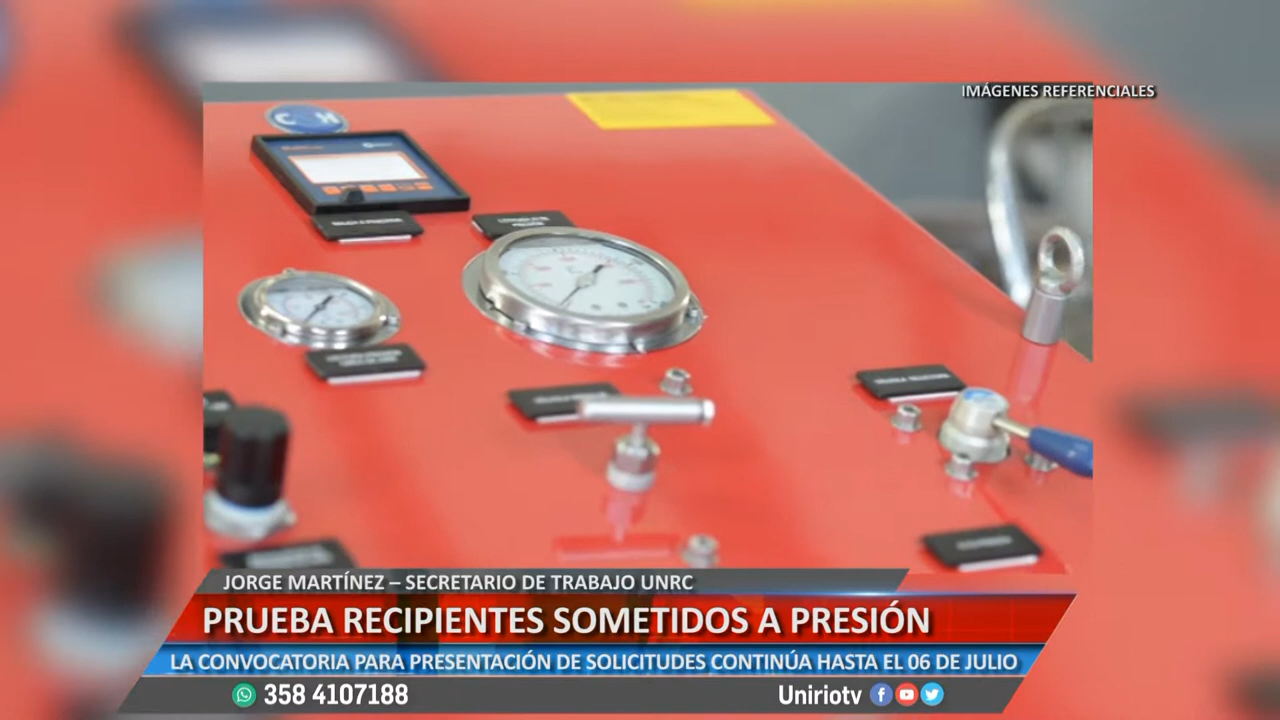 IMÁGENES REFERENCIALES
C H
JORGE MARTÍNEZ – SECRETARIO DE TRABAJO UNRC
PRUEBA RECIPIENTES SOMETIDOS A PRESIÓN
LA CONVOCATORIA PARA PRESENTACIÓN DE SOLICITUDES CONTINÚA HASTA EL 06 DE JULIO
358 4107188
Uniriotv